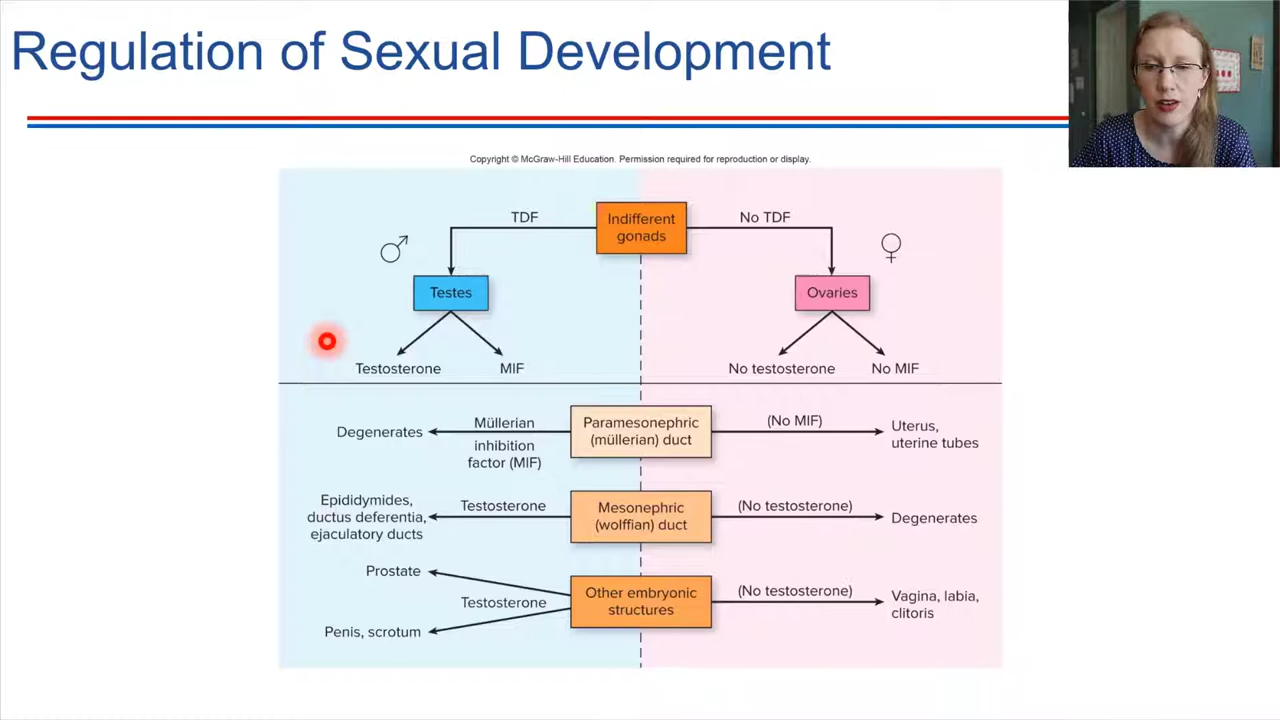 Regulation of Sexual Development
Copyright © McGraw-Hill Education. Permission required for reproduction or display.
TDF
Indifferent
gonads
No TDF
Testes
Ovaries
Testosterone
MIF
No testosterone
No MIF
Degenerates
Müllerian
inhibition
factor (MIF)
Paramesonephric
(müllerian) duct
(No MIF)
Uterus,
uterine tubes
Epididymides,
ductus deferentia,
ejaculatory ducts
Testosterone
Mesonephric
(wolffian) duct
(No testosterone)
Degenerates
Prostate
Testosterone
Penis, scrotum
Other embryonic
structures
(No testosterone)
Vagina, labia,
clitoris